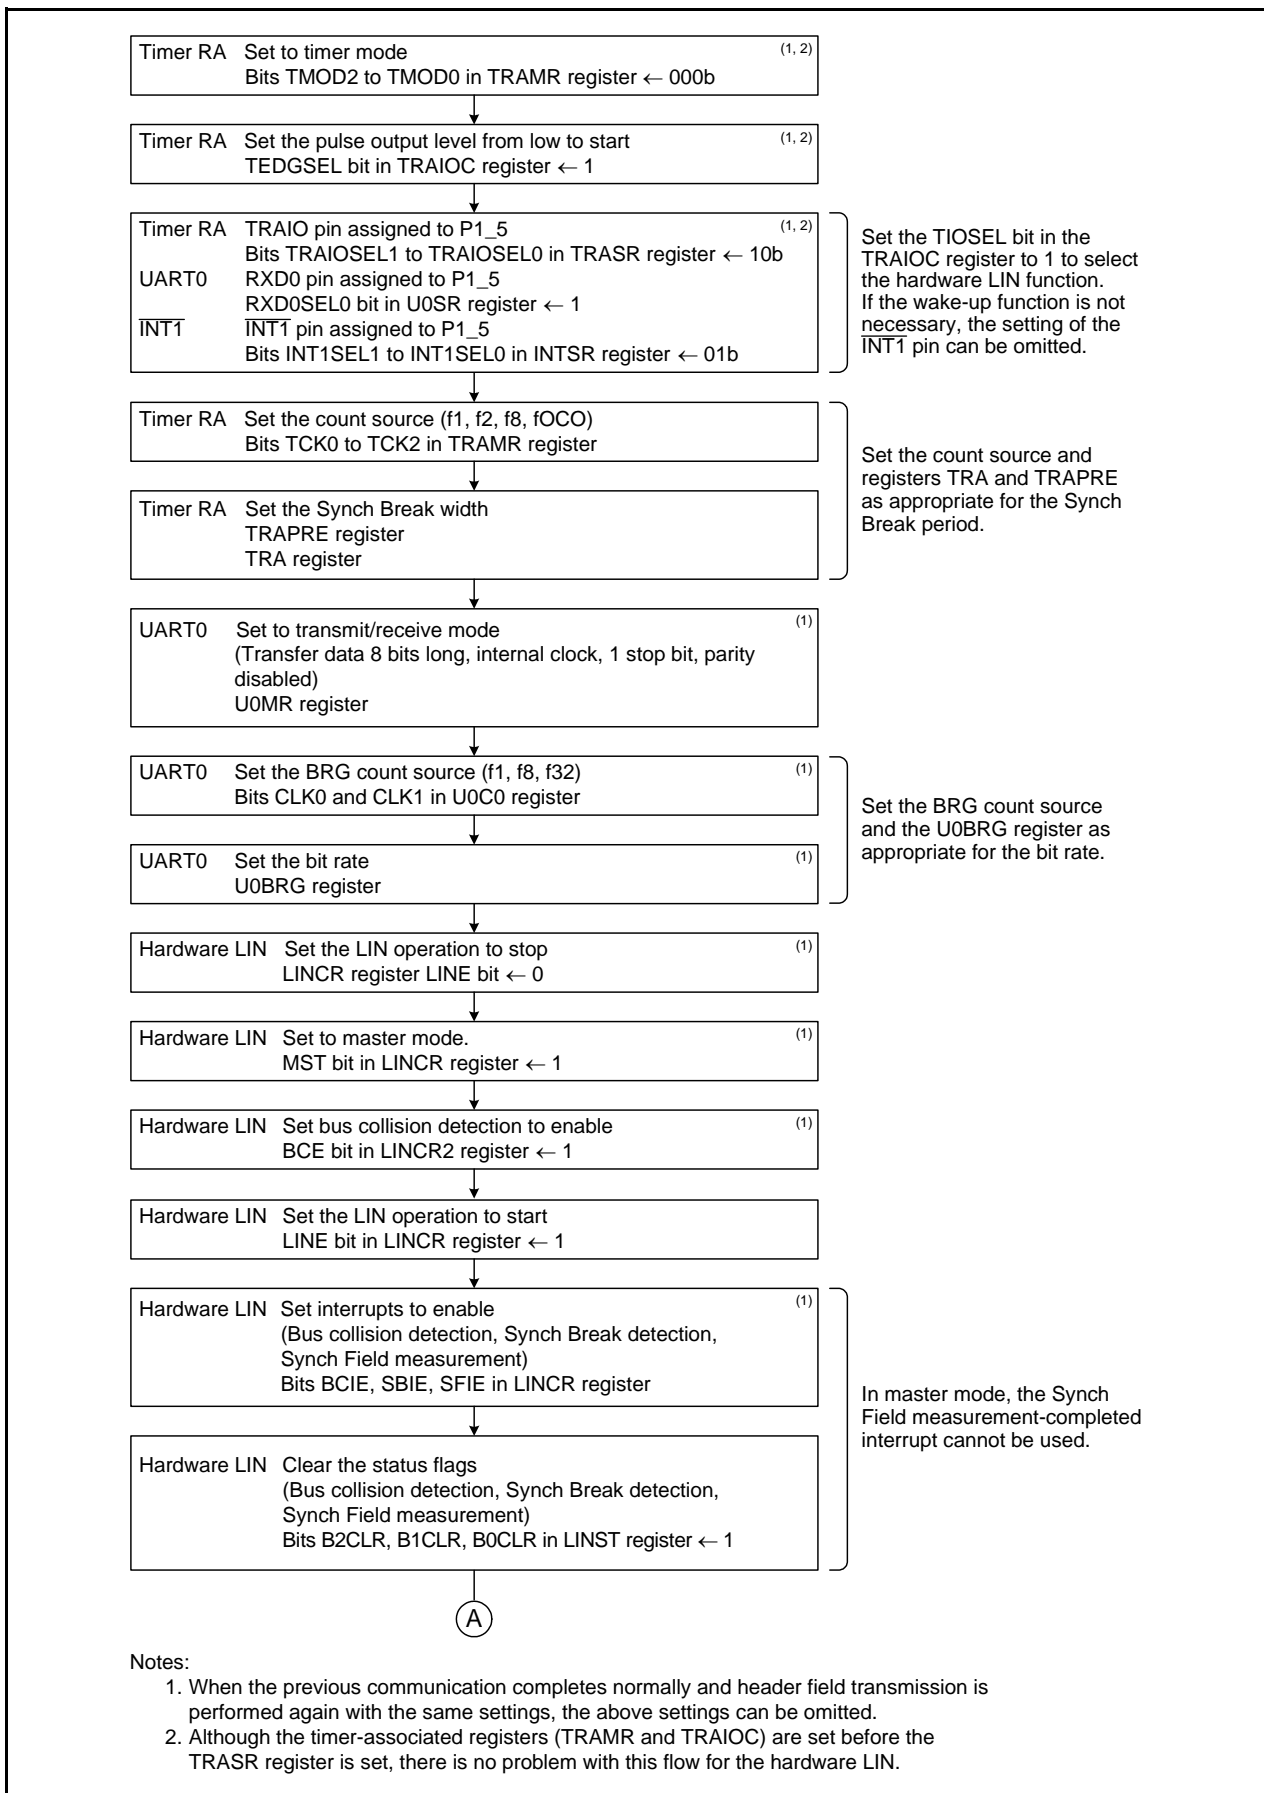 Timer RA Set to timer mode (1, 2)
Bits TMOD2 to TMOD0 in TRAMR register ← 000b
Timer RA Set the pulse output level from low to start (1, 2)
TEDGSEL bit in TRAIOC register ← 1
Timer RA TRAIO pin assigned to P1_5 (1, 2)
Bits TRAIOSEL1 to TRAIOSEL0 in TRASR register ← 10b
UART0 RXD0 pin assigned to P1_5
RXD0SEL0 bit in U0SR register ← 1
INT1 INT1 pin assigned to P1_5
Bits INT1SEL1 to INT1SEL0 in INTSR register ← 01b
Set the TIOSEL bit in the
TRAIOC register to 1 to select
the hardware LIN function.
If the wake-up function is not
necessary, the setting of the
INT1 pin can be omitted.
Timer RA Set the count source (f1, f2, f8, fOCO)
Bits TCK0 to TCK2 in TRAMR register
Timer RA Set the Synch Break width
TRAPRE register
TRA register
Set the count source and
registers TRA and TRAPRE
as appropriate for the Synch
Break period.
UART0 Set to transmit/receive mode (1)
(Transfer data 8 bits long, internal clock, 1 stop bit, parity
disabled)
U0MR register
UART0 Set the BRG count source (f1, f8, f32) (1)
Bits CLK0 and CLK1 in U0C0 register
UART0 Set the bit rate (1)
U0BRG register
Set the BRG count source
and the U0BRG register as
appropriate for the bit rate.
Hardware LIN Set the LIN operation to stop (1)
LINCR register LINE bit ← 0
Hardware LIN Set to master mode. (1)
MST bit in LINCR register ← 1
Hardware LIN Set bus collision detection to enable (1)
BCE bit in LINCR2 register ← 1
Hardware LIN Set the LIN operation to start
LINE bit in LINCR register ← 1
Hardware LIN Set interrupts to enable (1)
(Bus collision detection, Synch Break detection,
Synch Field measurement)
Bits BCIE, SBIE, SFIE in LINCR register
Hardware LIN Clear the status flags
(Bus collision detection, Synch Break detection,
Synch Field measurement)
Bits B2CLR, B1CLR, B0CLR in LINST register ← 1
In master mode, the Synch
Field measurement-completed
interrupt cannot be used.
A
Notes:
1. When the previous communication completes normally and header field transmission is
performed again with the same settings, the above settings can be omitted.
2. Although the timer-associated registers (TRAMR and TRAIOC) are set before the
TRASR register is set, there is no problem with this flow for the hardware LIN.